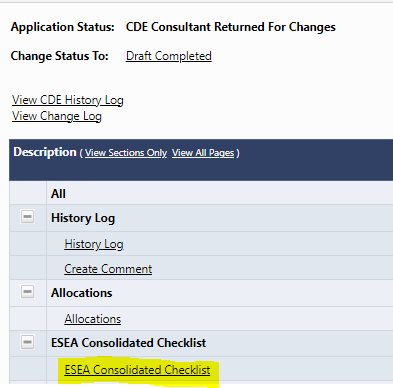 Application Status: CDE Consultant Returned For Changes
Change Status To: Draft Completed
View CDE History Log
View Change Log
Description ( View Sections Only View All Pages )
All
History Log
History Log
Create Comment
Allocations
Allocations
ESEA Consolidated Checklist
ESEA Consolidated Checklist